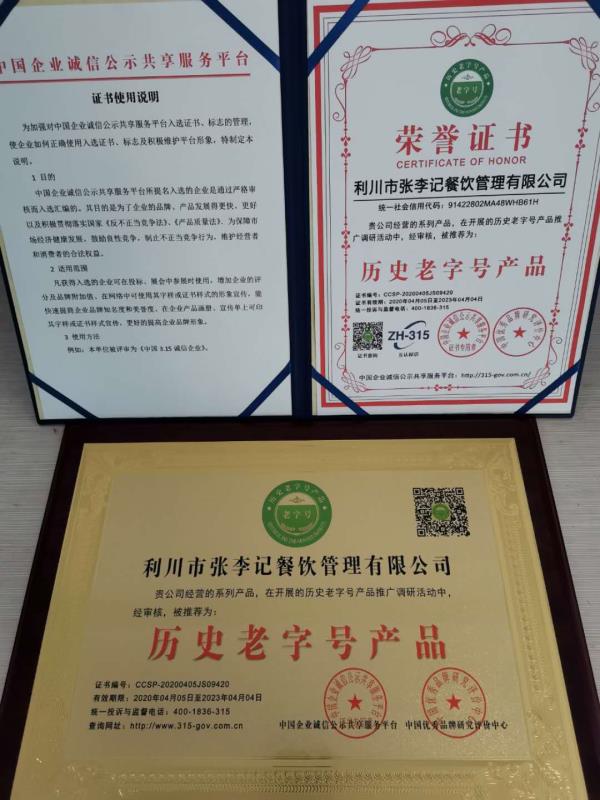 中国企业诚信公示共享服务平台
证书使用说明
为加强对中国企业诚信公示共享服务平台入选证书、标志的管理,
使企业如何正确使用入选证书、标志及积极维护平台形象,特制定本
说明。
1 目的
中国企业诚信公示共享服务平台所提名入选的企业是通过严格审
核而入选汇编的。其目的是为了企业的品牌、产品发展得更快、更好
以及积极贯彻落实国家《反不正当竞争法》、《产品质量法》,为保障市
场经济健康发展,鼓励良性竞争,制止不正当竞争行为,维护经营者
和消费者的合法权益。
2 适用范围
凡获得入选的企业可在投标、展会中参展时使用,增加企业的评
分及品牌附加值,在网络中可使用其字样或证书样式的形象宣传,能
快速提高企业品牌知名度和美誉度,在企业产品画册、宣传单上可印
其字样或证书样式宣传,更好的提高企业品牌形象。
3 使用方法
例如:本单位被评审为《中国 3.15 诚信企业》。
历史老字号产品
老字号
荣誉证书
CERTIFICATE OF HONOR
利川市张李记餐饮管理有限公司
统一社会信用代码:91422802MA48WHB61H
贵公司经营的系列产品,在开展的历史老字号产品推广
调研活动中,经审核,被推荐为:
历史老字号产品
证书编号:CCSP-20200405JS09420
有效期限:2020年04月05日至2023年04月04日
统一投诉与监督电话:400-1836-315
ZH-315
证书查询
互认标识
证书专用章
中国企业诚信公示共享服务平台:http://315-gov.com.cn/
历史老字号产品
老字号
利川市张李记餐饮管理有限公司
贵公司经营的系列产品,在开展的历史老字号产品推广调研活动中,
经审核,被推荐为:
历史老字号产品
证书编号:CCSP-20200405JS09420
有效期限:2020年04月05日至2023年04月04日
统一投诉与监督电话:400-1836-315
查询网址:http://www.315-gov.com.cn
中国企业诚信公示共享服务平台
中国优秀品牌研究评价中心